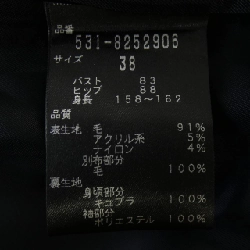 品番
531-8252906
サイズ
38
バスト 83
ヒップ 88
身長 158~162
品質
表生地 毛 91%
アクリル系 5%
ナイロン 4%
別布部分
毛 100%
裏生地
身頃部分
キュプラ 100%
袖部分
ポリエステル 100%